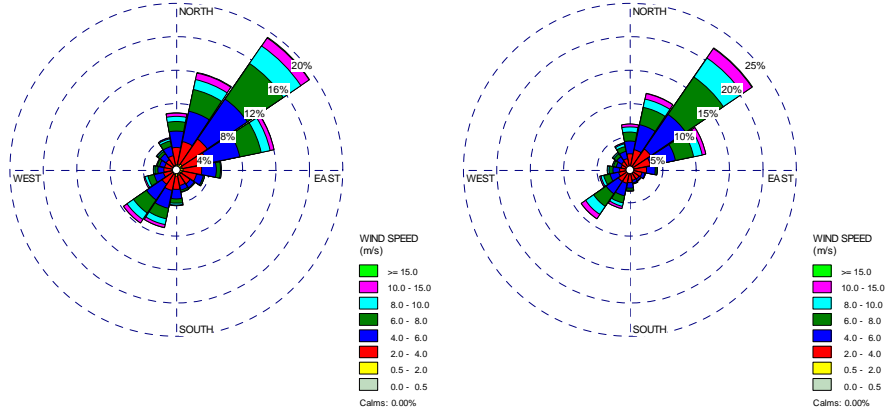 NORTH
20%
16%
12%
8%
4%
WEST
EAST
SOUTH
WIND SPEED
(m/s)
>= 15.0
10.0 - 15.0
8.0 - 10.0
6.0 - 8.0
4.0 - 6.0
2.0 - 4.0
0.5 - 2.0
0.0 - 0.5
Calms: 0.00%
NORTH
25%
20%
15%
10%
5%
WEST
EAST
SOUTH
WIND SPEED
(m/s)
>= 15.0
10.0 - 15.0
8.0 - 10.0
6.0 - 8.0
4.0 - 6.0
2.0 - 4.0
0.5 - 2.0
0.0 - 0.5
Calms: 0.00%